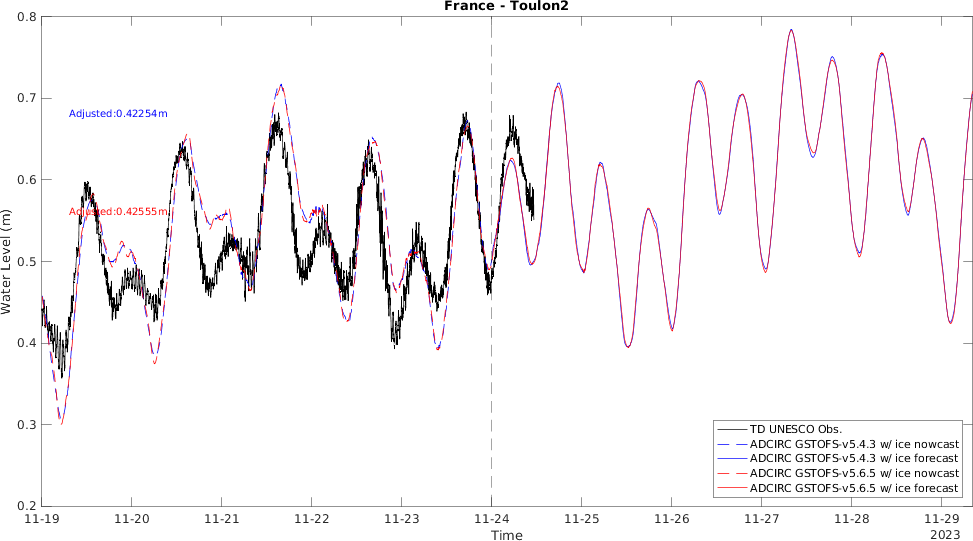 France - Toulon2
Water Level (m)
0.8
0.7
0.6
0.5
0.4
0.3
0.2
Adjusted:0.42254m
Adjusted:0.42555m
TD UNESCO Obs.
ADCIRC GSTOFS-v5.4.3 w/ ice nowcast
ADCIRC GSTOFS-v5.4.3 w/ ice forecast
ADCIRC GSTOFS-v5.6.5 w/ ice nowcast
ADCIRC GSTOFS-v5.6.5 w/ ice forecast
11-19 11-20 11-21 11-22 11-23 11-24 11-25 11-26 11-27 11-28 11-29
Time
2023